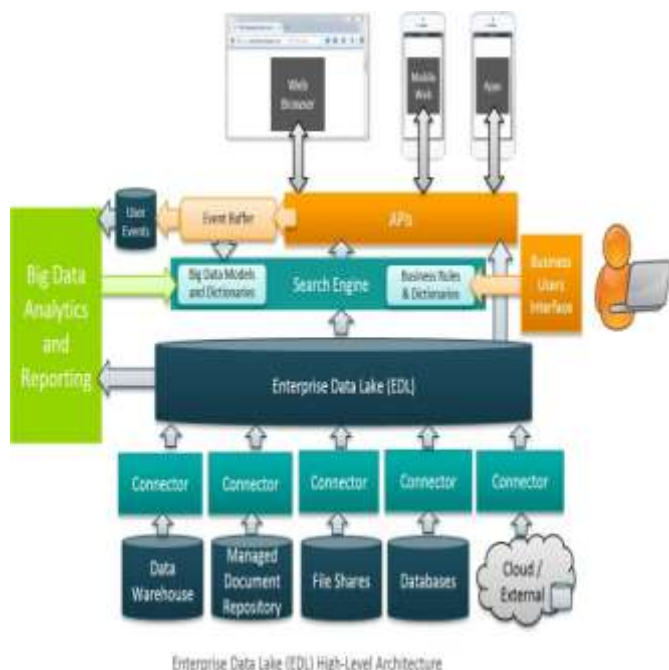 Web
Browser
Mobile
Web
Apps
User
Events
Event Buffer
APIs
Big Data
Analytics
and
Reporting
Big Data Models
and Dictionaries
Search Engine
Business Rules
& Dictionaries
Business
Users
Interface
Enterprise Data Lake (EDL)
Connector
Connector
Connector
Connector
Connector
Data
Warehouse
Managed
Document
Repository
File Shares
Databases
Cloud /
External
Enterprise Data Lake (EDL) High-Level Architecture